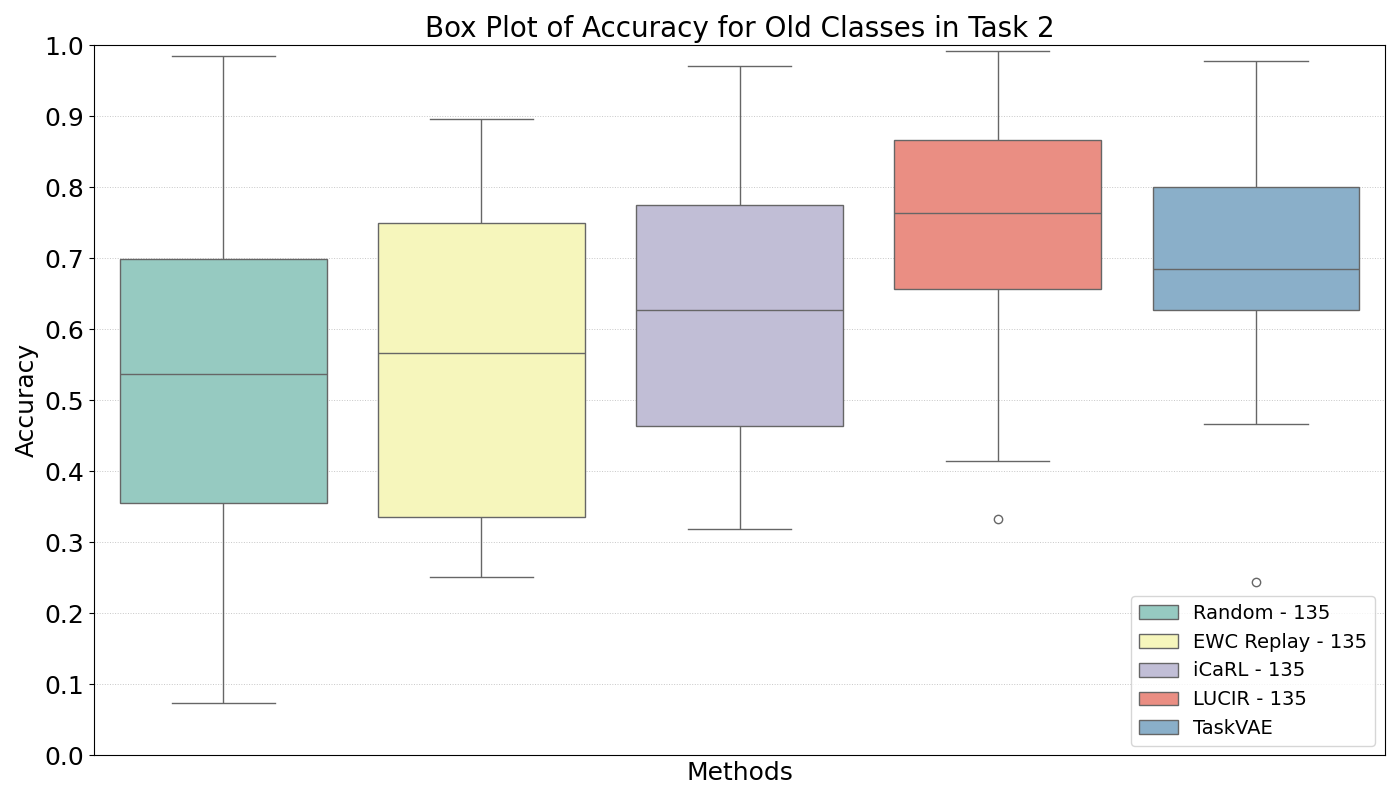 Box Plot of Accuracy for Old Classes in Task 2
1.0
0.9
0.8
0.7
0.6
0.5
0.4
0.3
0.2
0.1
0.0
Accuracy
Methods
Random - 135
EWC Replay - 135
iCaRL - 135
LUCIR - 135
TaskVAE